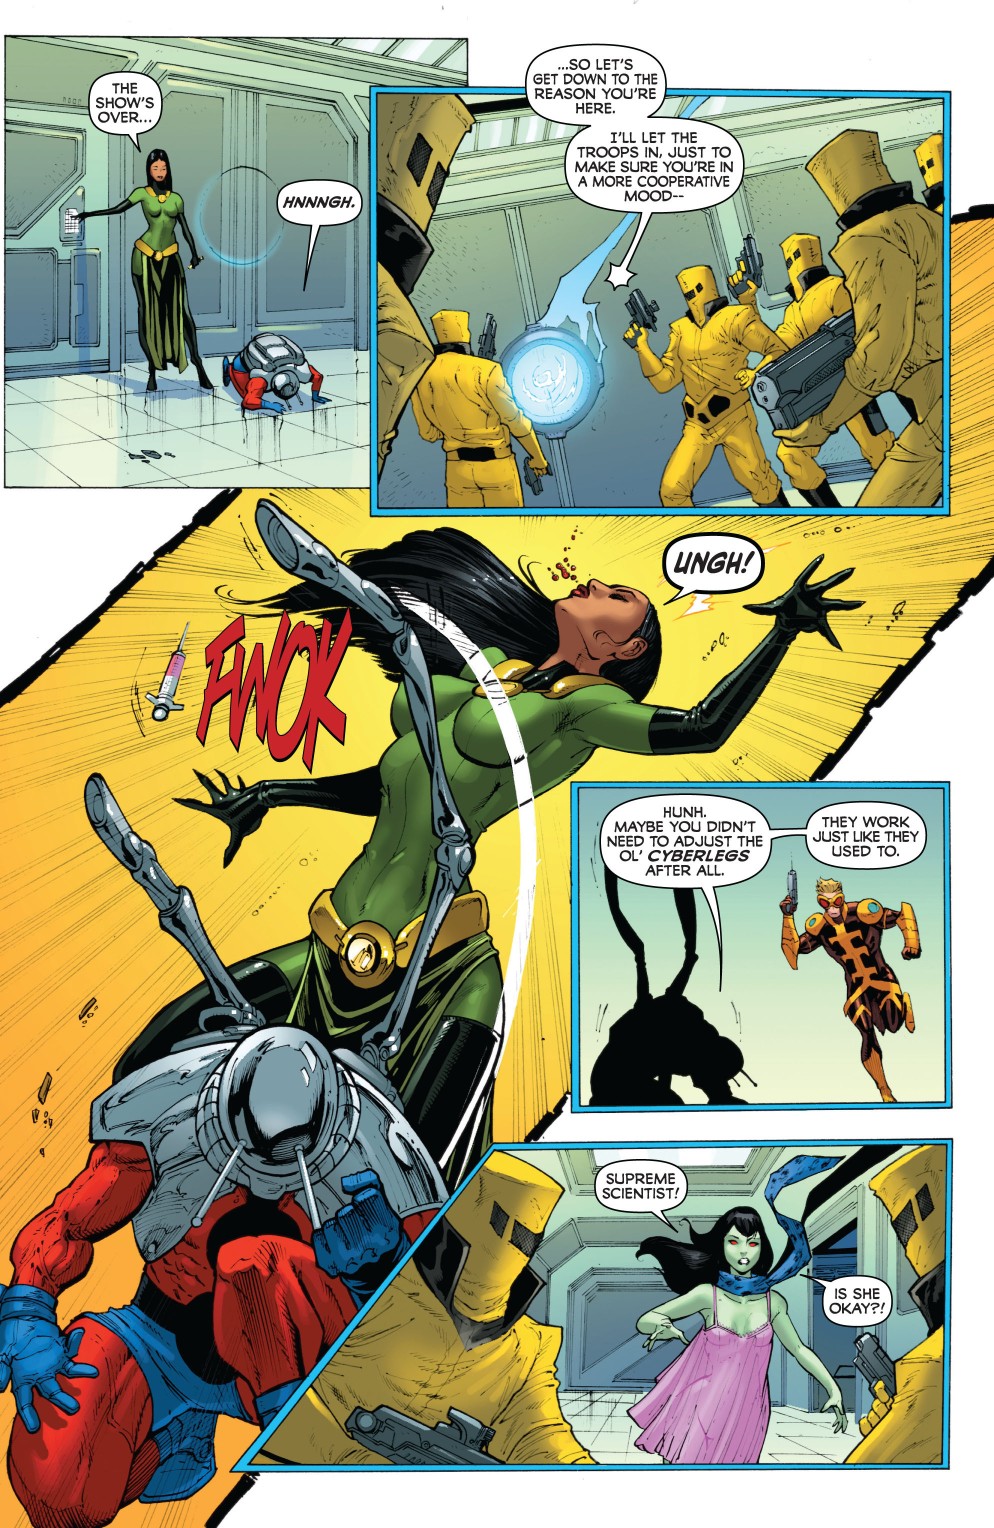 THE
SHOW'S
OVER...
HNNNGH.
...SO LET'S
GET DOWN TO THE
REASON YOU'RE
HERE.
I'LL LET THE
TROOPS IN, JUST TO
MAKE SURE YOU'RE IN
A MORE COOPERATIVE
MOOD--
UNGH!
FWOK
HUNH.
MAYBE YOU DIDN'T
NEED TO ADJUST THE
OL' CYBERLEGS
AFTER ALL.
THEY WORK
JUST LIKE THEY
USED TO.
SUPREME
SCIENTIST!
IS SHE
OKAY?!